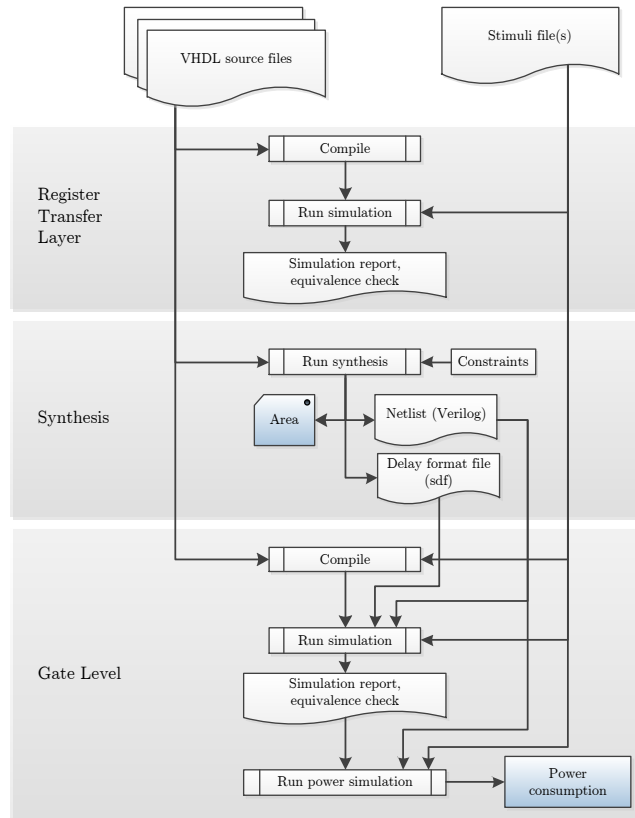 VHDL source files
Stimuli file(s)
Register
Transfer
Layer
Compile
Run simulation
Simulation report,
equivalence check
Synthesis
Run synthesis
Constraints
Area
Netlist (Verilog)
Delay format file
(sdf)
Gate Level
Compile
Run simulation
Simulation report,
equivalence check
Run power simulation
Power
consumption